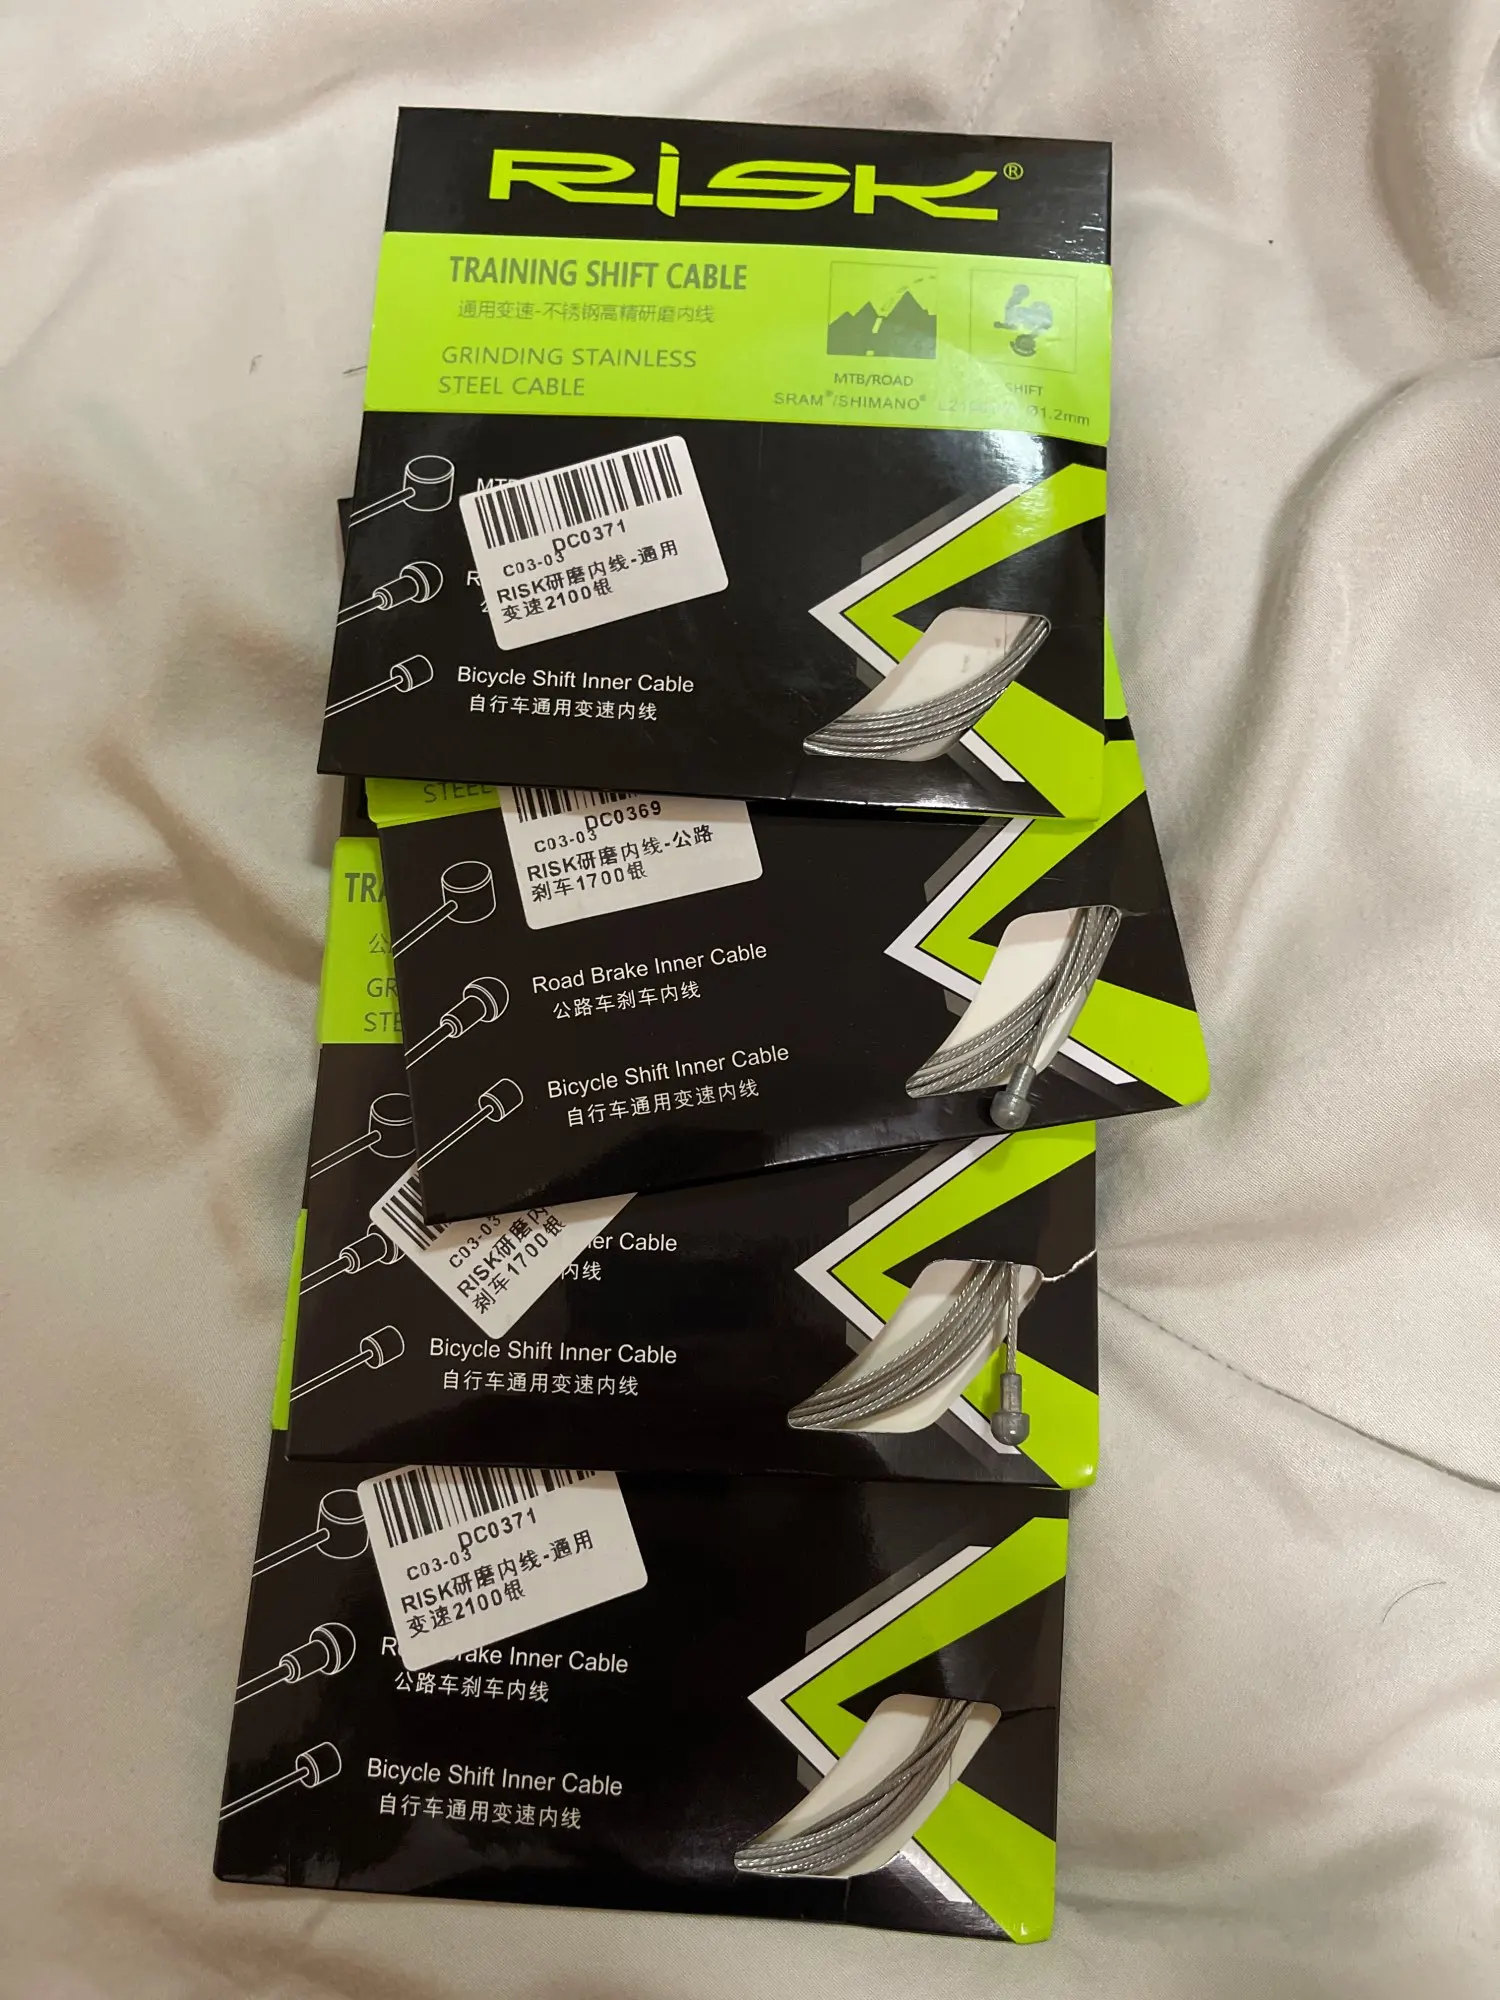 RISK®
TRAINING SHIFT CABLE
通用变速-不锈钢高精研磨内线
GRINDING STAINLESS
STEEL CABLE
MTB/ROAD
SHIFT
SRAM®/SHIMANO®
Ø1.2mm
DC0371
C03-03
RISK研磨内线-通用
变速2100银
Bicycle Shift Inner Cable
自行车通用变速内线
STEEL
DC0369
C03-03
RISK研磨内线-公路
刹车1700银
Road Brake Inner Cable
公路车刹车内线
Bicycle Shift Inner Cable
自行车通用变速内线
C03-03
RISK研磨内
刹车1700银
Cable
内线
Bicycle Shift Inner Cable
自行车通用变速内线
DC0371
C03-03
RISK研磨内线-通用
变速2100银
Inner Cable
公路车刹车内线
Bicycle Shift Inner Cable
自行车通用变速内线